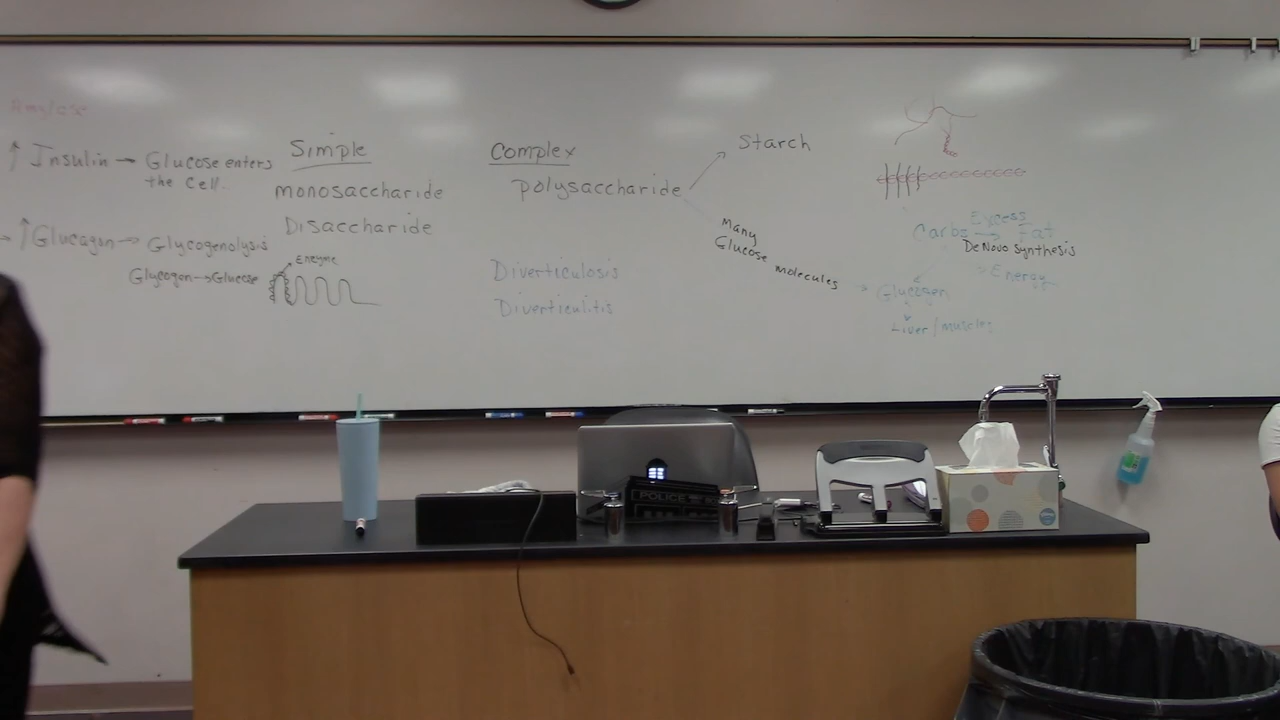 Amylase
↑ Insulin → Glucose enters
the Cell.
→ ↑ Glucagon → Glycogenolysis
Glycogen → Glucose
Simple
monosaccharide
Disaccharide
Enzyme
Complex
polysaccharide
Diverticulosis
Diverticulitis
Starch
Many
Glucose molecules
Excess
Carbs → Fat
De Novo synthesis
→ Energy
Glycogen
Liver/muscles
POLICE